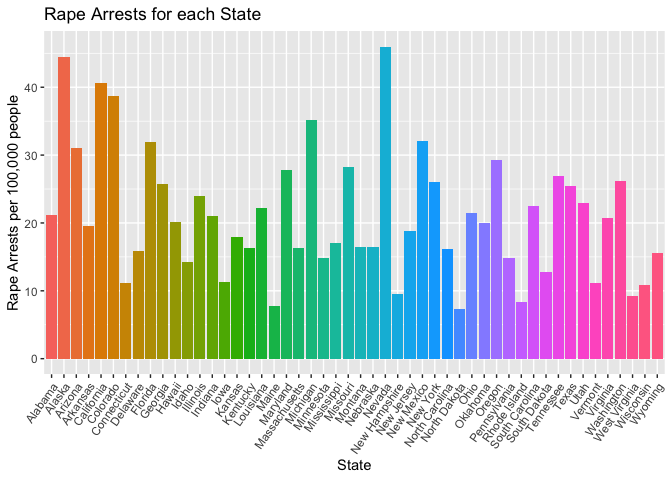 Rape Arrests for each State
Rape Arrests per 100,000 people
40
30
20
10
0
Alabama
Alaska
Arizona
Arkansas
California
Colorado
Connecticut
Delaware
Florida
Georgia
Hawaii
Idaho
Illinois
Indiana
Iowa
Kansas
Kentucky
Louisiana
Maine
Maryland
Massachusetts
Michigan
Minnesota
Mississippi
Missouri
Montana
Nebraska
Nevada
New Hampshire
New Jersey
New Mexico
New York
North Carolina
North Dakota
Ohio
Oklahoma
Oregon
Pennsylvania
Rhode Island
South Carolina
South Dakota
Tennessee
Texas
Utah
Vermont
Virginia
Washington
West Virginia
Wisconsin
Wyoming
State